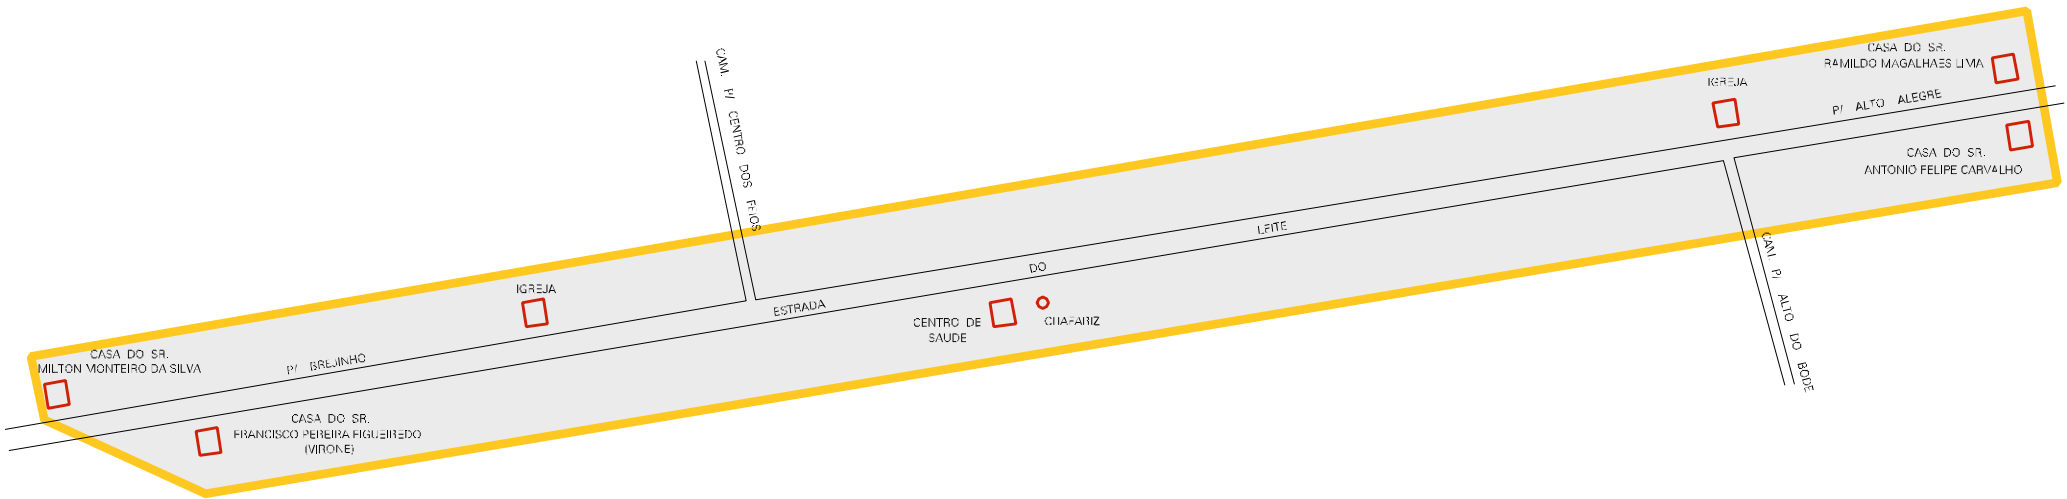 CAM. P/ CENTRO DOS FEIOS
CASA DO SR.
RAMILDO MAGALHAES LIMA
IGREJA
P/ ALTO ALEGRE
CASA DO SR.
ANTONIO FELIPE CARVALHO
LEITE
CAM. P/ ALTO DO BODE
DO
IGREJA
ESTRADA
CENTRO DE
SAUDE
CHAFARIZ
CASA DO SR.
MILTON MONTEIRO DA SILVA
P/ BREJINHO
CASA DO SR.
FRANCISCO PEREIRA FIGUEIREDO
(VIRONE)